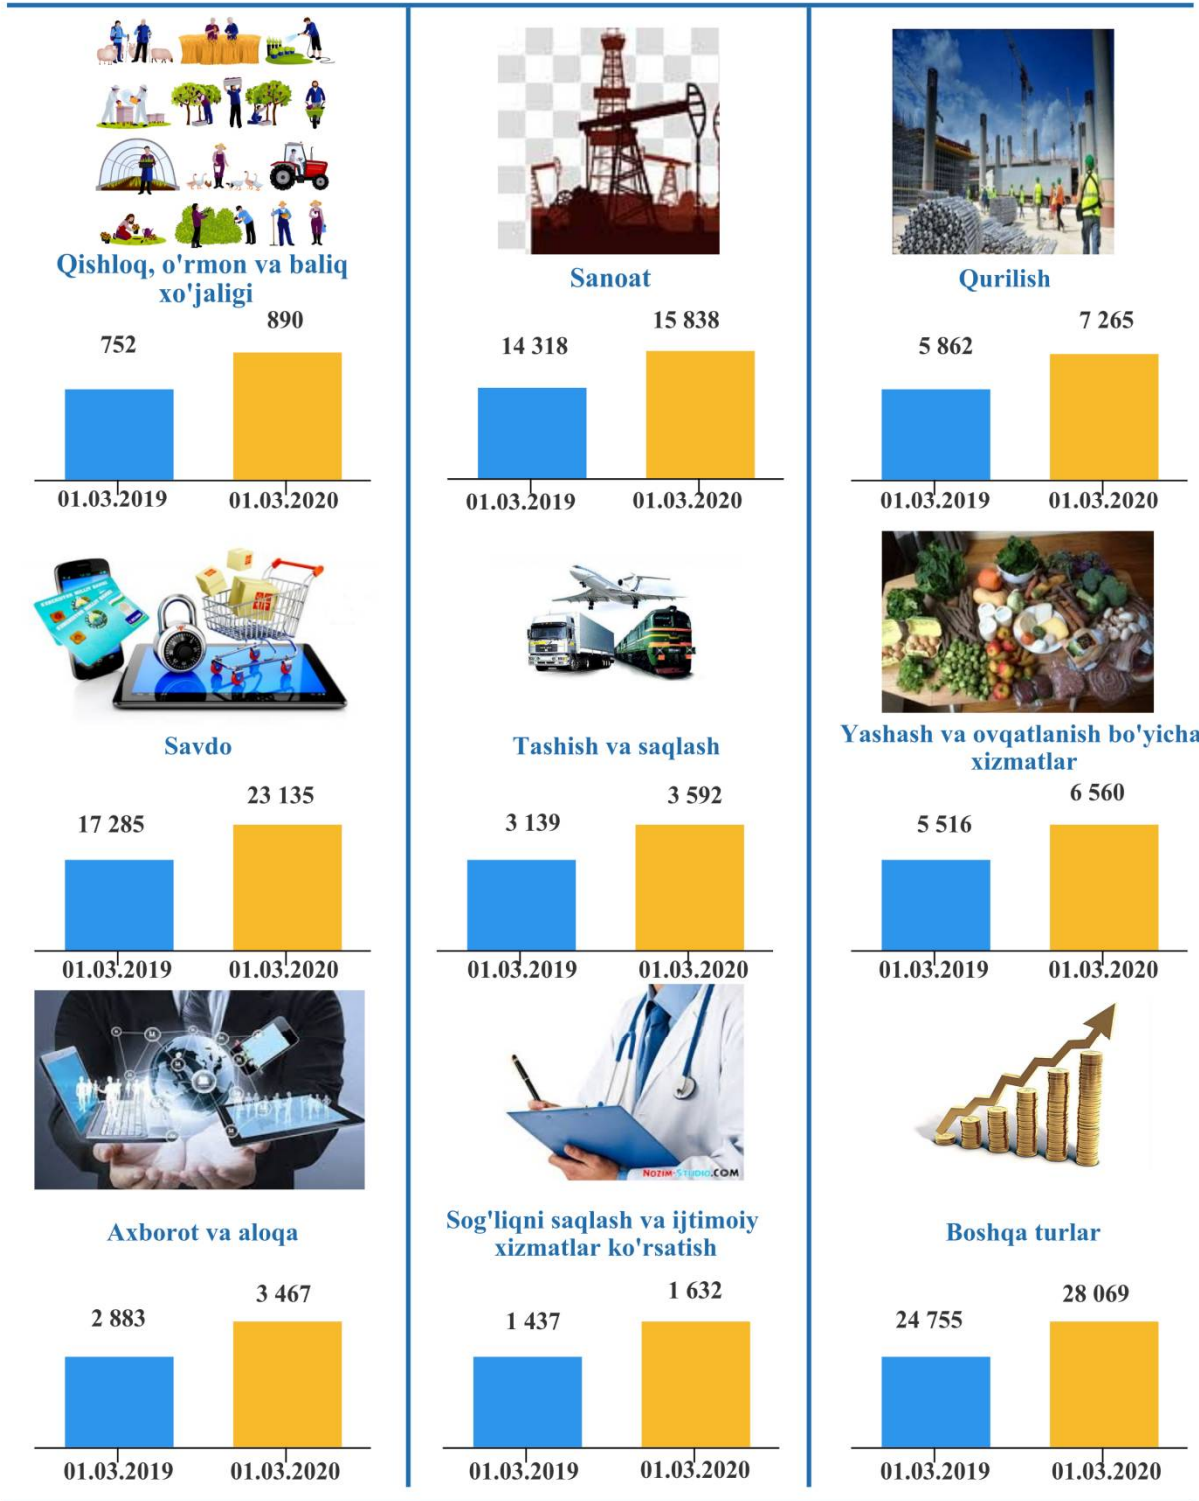 Qishloq, o'rmon va baliq
xo'jaligi
752
890
01.03.2019
01.03.2020
Sanoat
14 318
15 838
01.03.2019
01.03.2020
Qurilish
5 862
7 265
01.03.2019
01.03.2020
Savdo
17 285
23 135
01.03.2019
01.03.2020
Tashish va saqlash
3 139
3 592
01.03.2019
01.03.2020
Yashash va ovqatlanish bo'yicha
xizmatlar
5 516
6 560
01.03.2019
01.03.2020
Axborot va aloqa
2 883
3 467
01.03.2019
01.03.2020
NOZIM-STUDIO.COM
Sog'liqni saqlash va ijtimoiy
xizmatlar ko'rsatish
1 437
1 632
01.03.2019
01.03.2020
Boshqa turlar
24 755
28 069
01.03.2019
01.03.2020